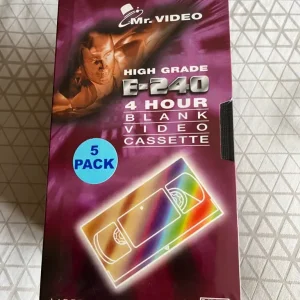 Mr. VIDEO
HIGH GRADE
E-240
4 HOUR
BLANK
VIDEO
CASSETTE
5
PACK